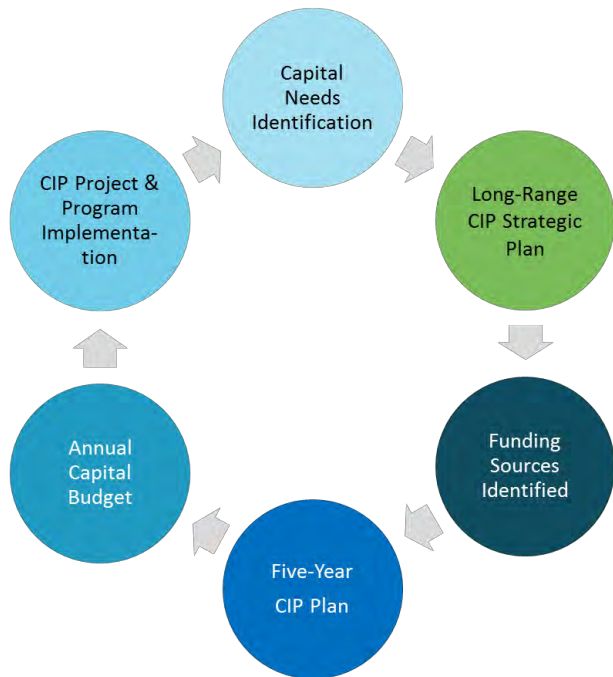 Capital
Needs
Identification
Long-Range
CIP Strategic
Plan
Funding
Sources
Identified
Five-Year
CIP Plan
Annual
Capital
Budget
CIP Project &
Program
Implementa-
tion